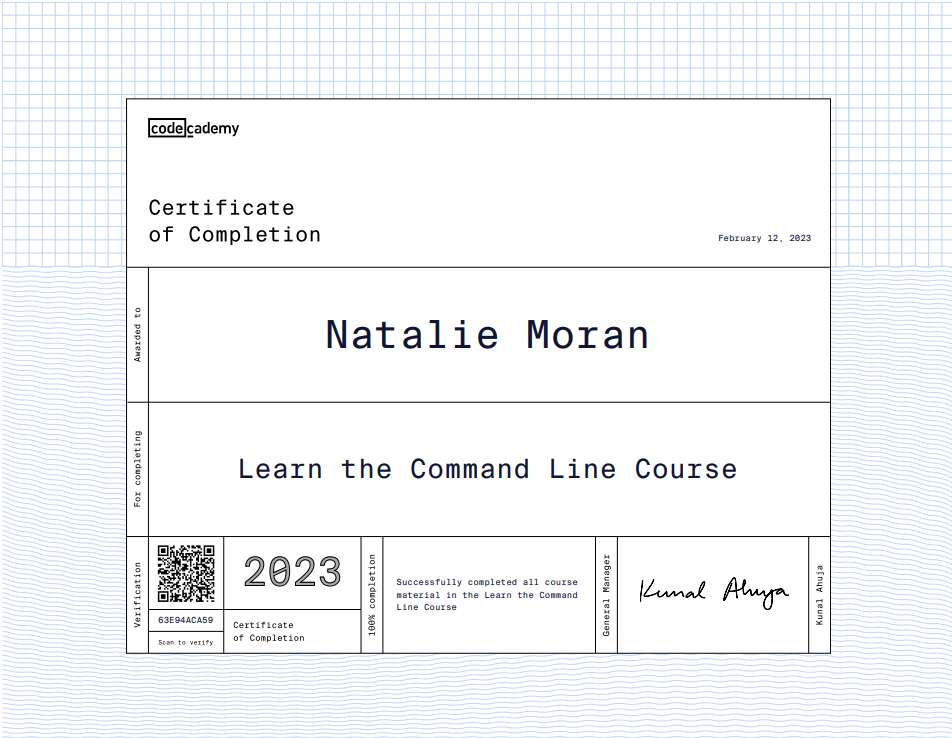 codecademy
Certificate
of Completion
February 12, 2023
Awarded to
Natalie Moran
For completing
Learn the Command Line Course
Verification
63E94ACA59
Scan to verify
2023
Certificate
of Completion
100% completion
Successfully completed all course
material in the Learn the Command
Line Course
General Manager
Kunal Ahuja
Kunal Ahuja